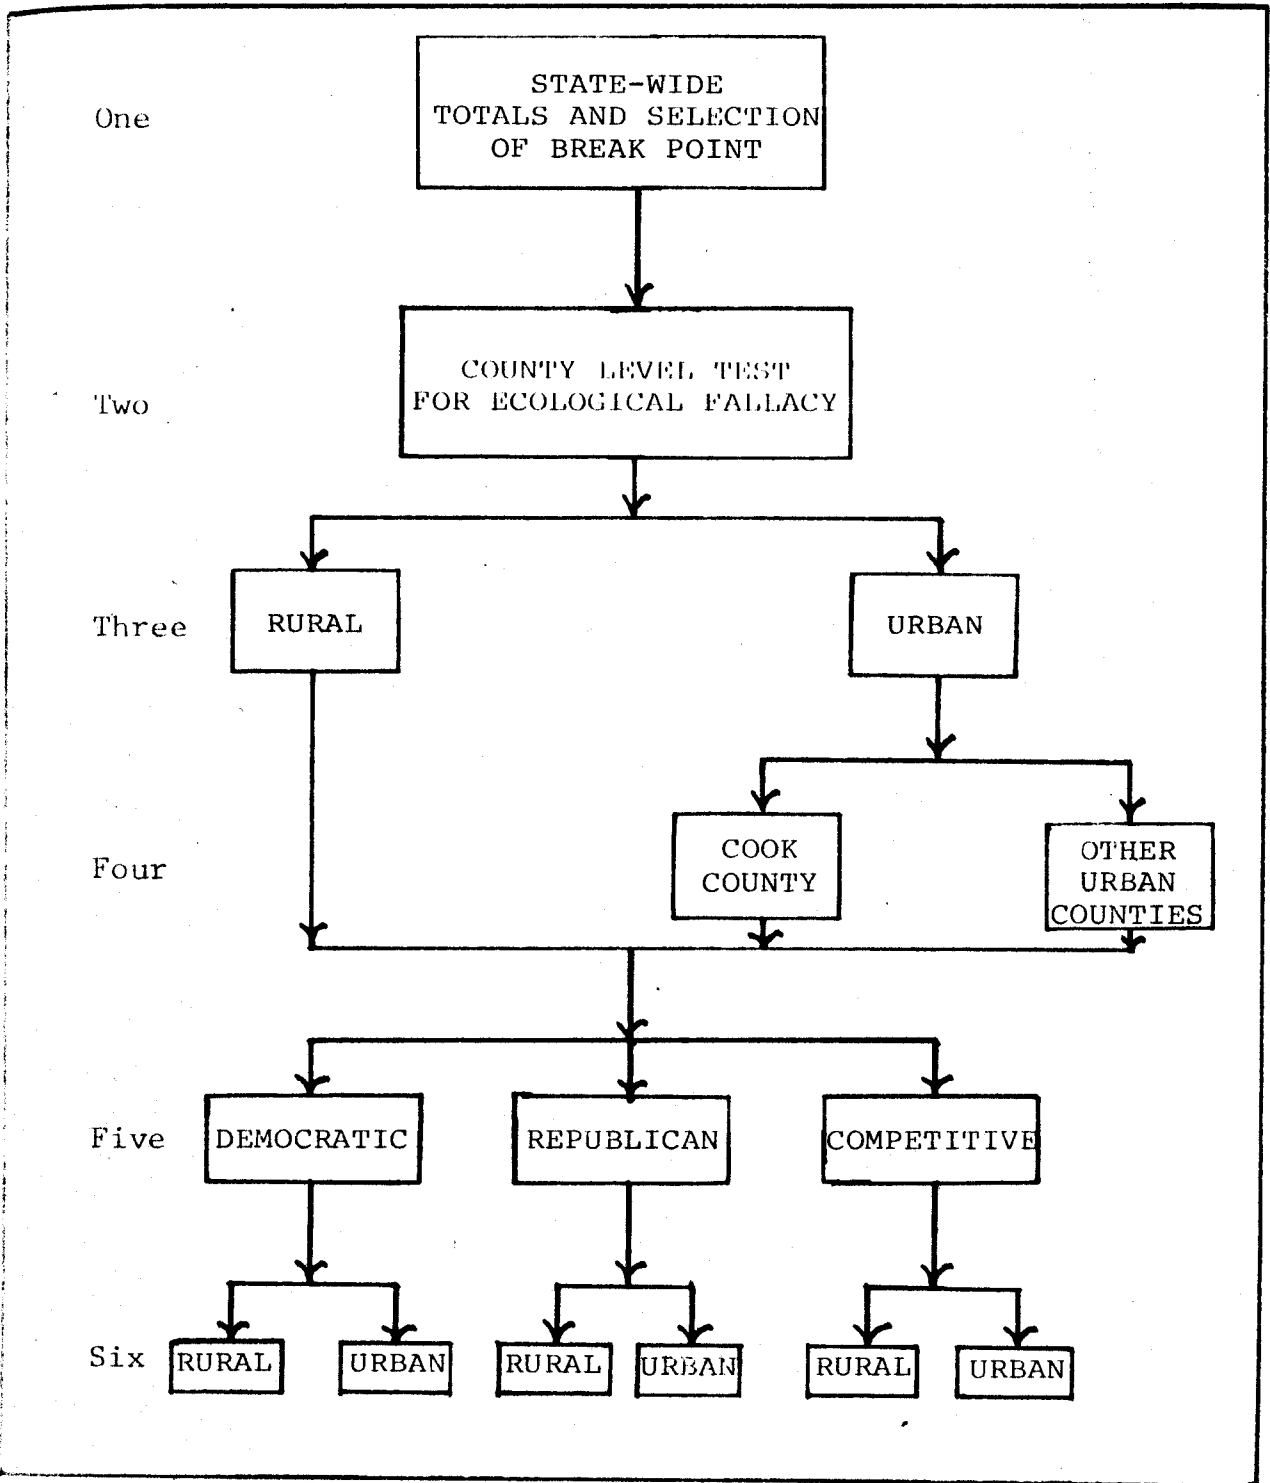 One
STATE-WIDE
TOTALS AND SELECTION
OF BREAK POINT
Two
COUNTY LEVEL TEST
FOR ECOLOGICAL FALLACY
Three
RURAL
URBAN
Four
COOK
COUNTY
OTHER
URBAN
COUNTIES
Five
DEMOCRATIC
REPUBLICAN
COMPETITIVE
Six
RURAL
URBAN
RURAL
URBAN
RURAL
URBAN